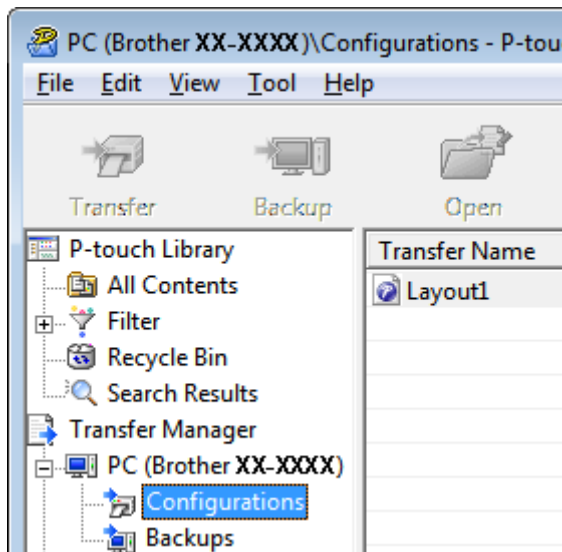 PC (Brother XX-XXXX)\Configurations - P-tou
File Edit View Tool Help
Transfer Backup Open
P-touch Library
All Contents
Filter
Recycle Bin
Search Results
Transfer Manager
PC (Brother XX-XXXX)
Configurations
Backups
Transfer Name
Layout1